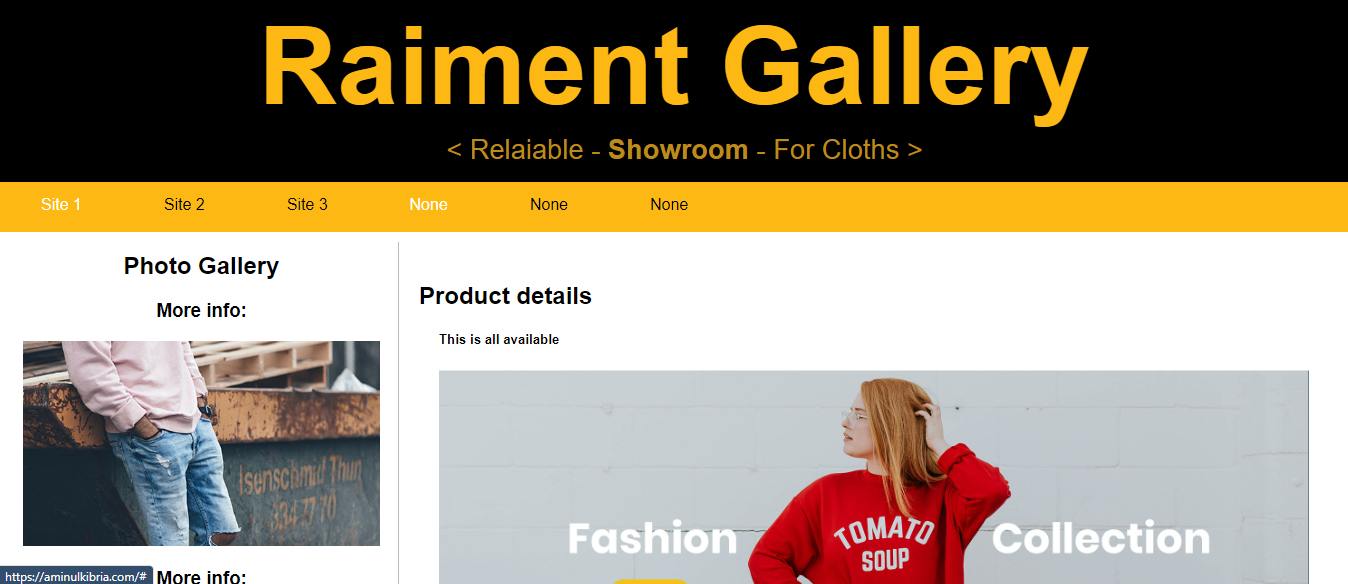 Raiment Gallery
< Relaiable - Showroom - For Cloths >
Site 1 Site 2 Site 3 None None None
Photo Gallery
More info:
Isenschmid Thun
334 77 70
More info:
Product details
This is all available
Fashion Collection
TOMATO
SOUP
https://aminulkibria.com/#